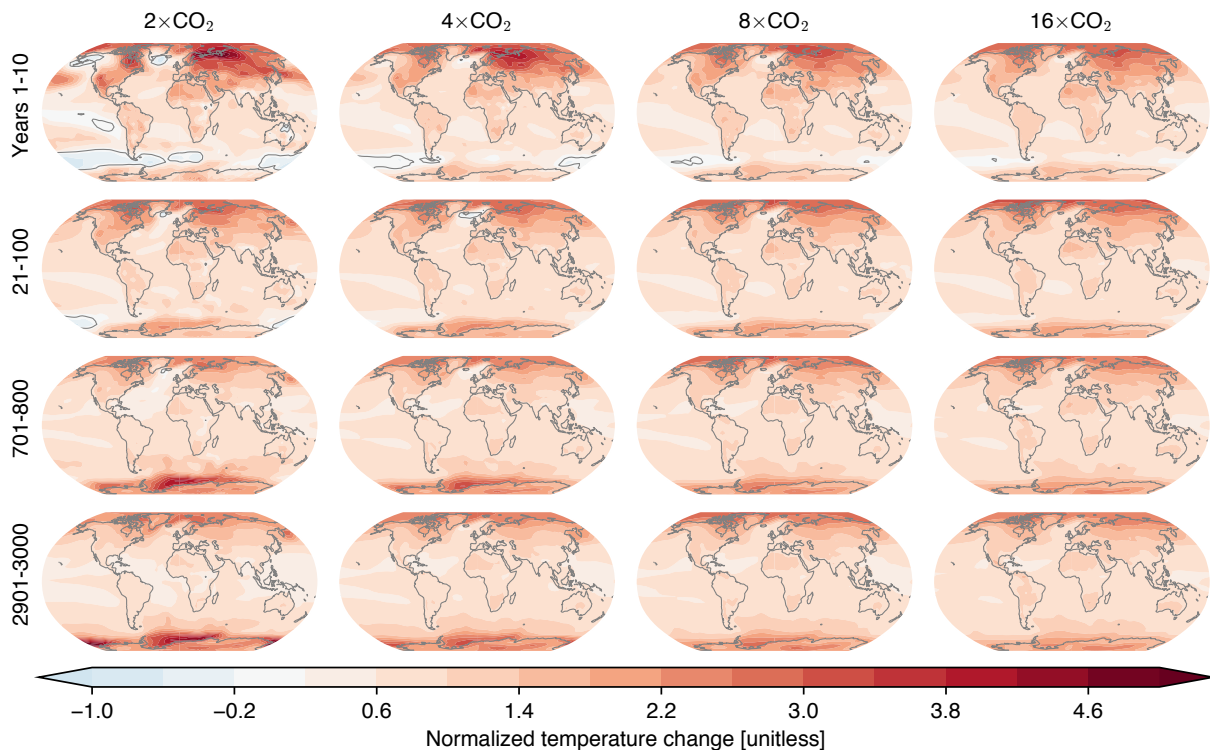 2×CO₂ 4×CO₂ 8×CO₂ 16×CO₂
Years 1-10
21-100
701-800
2901-3000
−1.0 −0.2 0.6 1.4 2.2 3.0 3.8 4.6
Normalized temperature change [unitless]